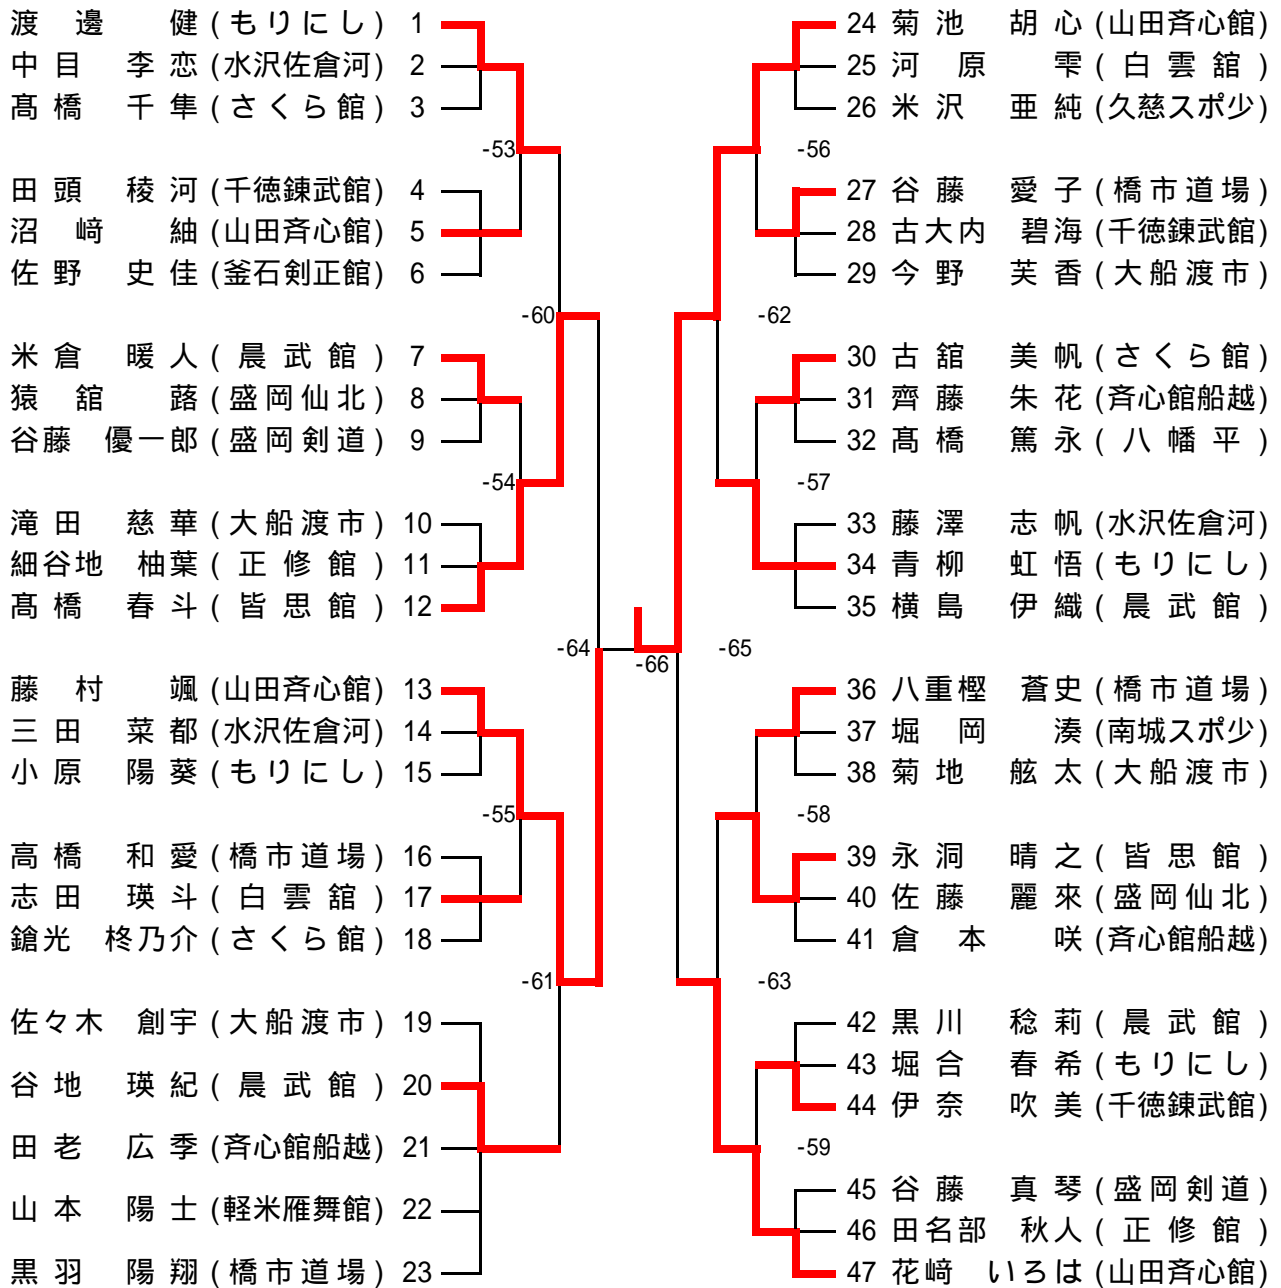 渡邊 健 (もりにし) 1
中目 李恋 (水沢佐倉河) 2
髙橋 千隼 (さくら館) 3
-53
田頭 稜河 (千徳錬武館) 4
沼﨑 紬 (山田斉心館) 5
佐野 史佳 (釜石剣正館) 6
-60
米倉 暖人 (晨武館) 7
猿舘 蕗 (盛岡仙北) 8
谷藤 優一郎 (盛岡剣道) 9
-54
滝田 慈華 (大船渡市) 10
細谷地 柚葉 (正修館) 11
髙橋 春斗 (皆思館) 12
-64
藤村 颯 (山田斉心館) 13
三田 菜都 (水沢佐倉河) 14
小原 陽葵 (もりにし) 15
-55
高橋 和愛 (橋市道場) 16
志田 瑛斗 (白雲舘) 17
鎗光 柊乃介 (さくら館) 18
-61
佐々木 創宇 (大船渡市) 19
谷地 瑛紀 (晨武館) 20
田老 広季 (斉心館船越) 21
山本 陽士 (軽米雁舞館) 22
黒羽 陽翔 (橋市道場) 23
-66
24 菊池 胡心 (山田斉心館)
25 河原 雫 (白雲舘)
26 米沢 亜純 (久慈スポ少)
-56
27 谷藤 愛子 (橋市道場)
28 古大内 碧海 (千徳錬武館)
29 今野 芙香 (大船渡市)
-62
30 古舘 美帆 (さくら館)
31 齊藤 朱花 (斉心館船越)
32 髙橋 篤永 (八幡平)
-57
33 藤澤 志帆 (水沢佐倉河)
34 青柳 虹悟 (もりにし)
35 横島 伊織 (晨武館)
-65
36 八重樫 蒼史 (橋市道場)
37 堀岡 湊 (南城スポ少)
38 菊地 舷太 (大船渡市)
-58
39 永洞 晴之 (皆思館)
40 佐藤 麗來 (盛岡仙北)
41 倉本 咲 (斉心館船越)
-63
42 黒川 稔莉 (晨武館)
43 堀合 春希 (もりにし)
44 伊奈 吹美 (千徳錬武館)
-59
45 谷藤 真琴 (盛岡剣道)
46 田名部 秋人 (正修館)
47 花﨑 いろは (山田斉心館)